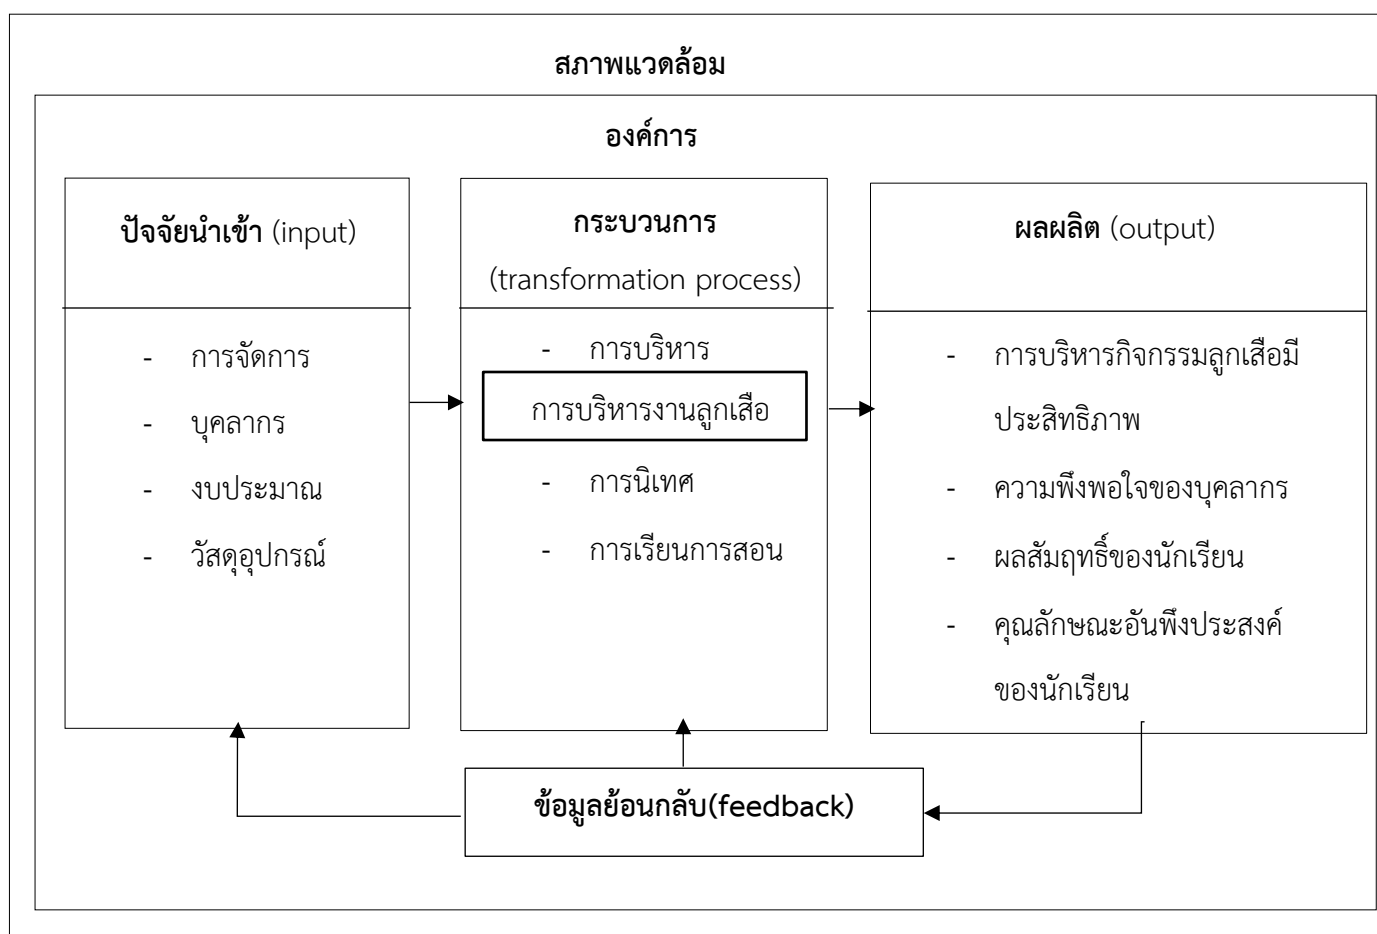 สภาพแวดล้อม
องค์การ
ปัจจัยนำเข้า (input)
- การจัดการ
- บุคลากร
- งบประมาณ
- วัสดุอุปกรณ์
กระบวนการ
(transformation process)
- การบริหาร
การบริหารงานลูกเสือ
- การนิเทศ
- การเรียนการสอน
ผลผลิต (output)
- การบริหารกิจกรรมลูกเสือมี
ประสิทธิภาพ
- ความพึงพอใจของบุคลากร
- ผลสัมฤทธิ์ของนักเรียน
- คุณลักษณะอันพึงประสงค์
ของนักเรียน
ข้อมูลย้อนกลับ(feedback)